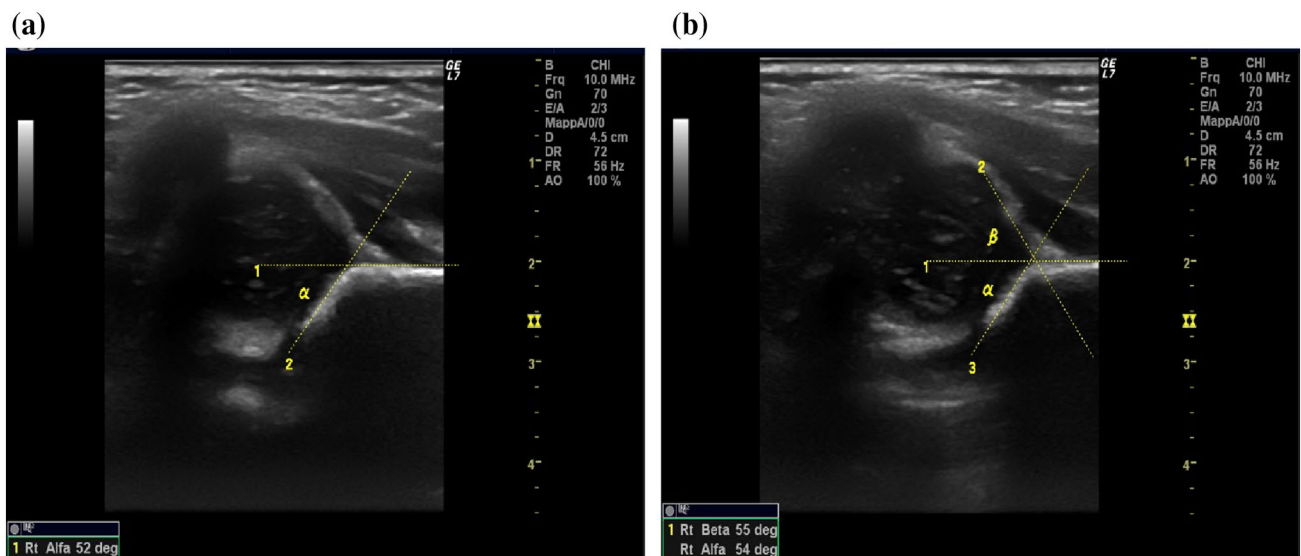 (a)
GE
L7
B CHI
Frq 10.0 MHz
Gn 70
E/A 2/3
MappA/0/0
D 4.5 cm
DR 72
FR 56 Hz
AO 100 %
1
2
3
4
1
α
2
1 Rt Alfa 52 deg
(b)
GE
L7
B CHI
Frq 10.0 MHz
Gn 70
E/A 2/3
MappA/0/0
D 4.5 cm
DR 72
FR 56 Hz
AO 100 %
1
2
3
4
2
β
1
α
3
1 Rt Beta 55 deg
Rt Alfa 54 deg